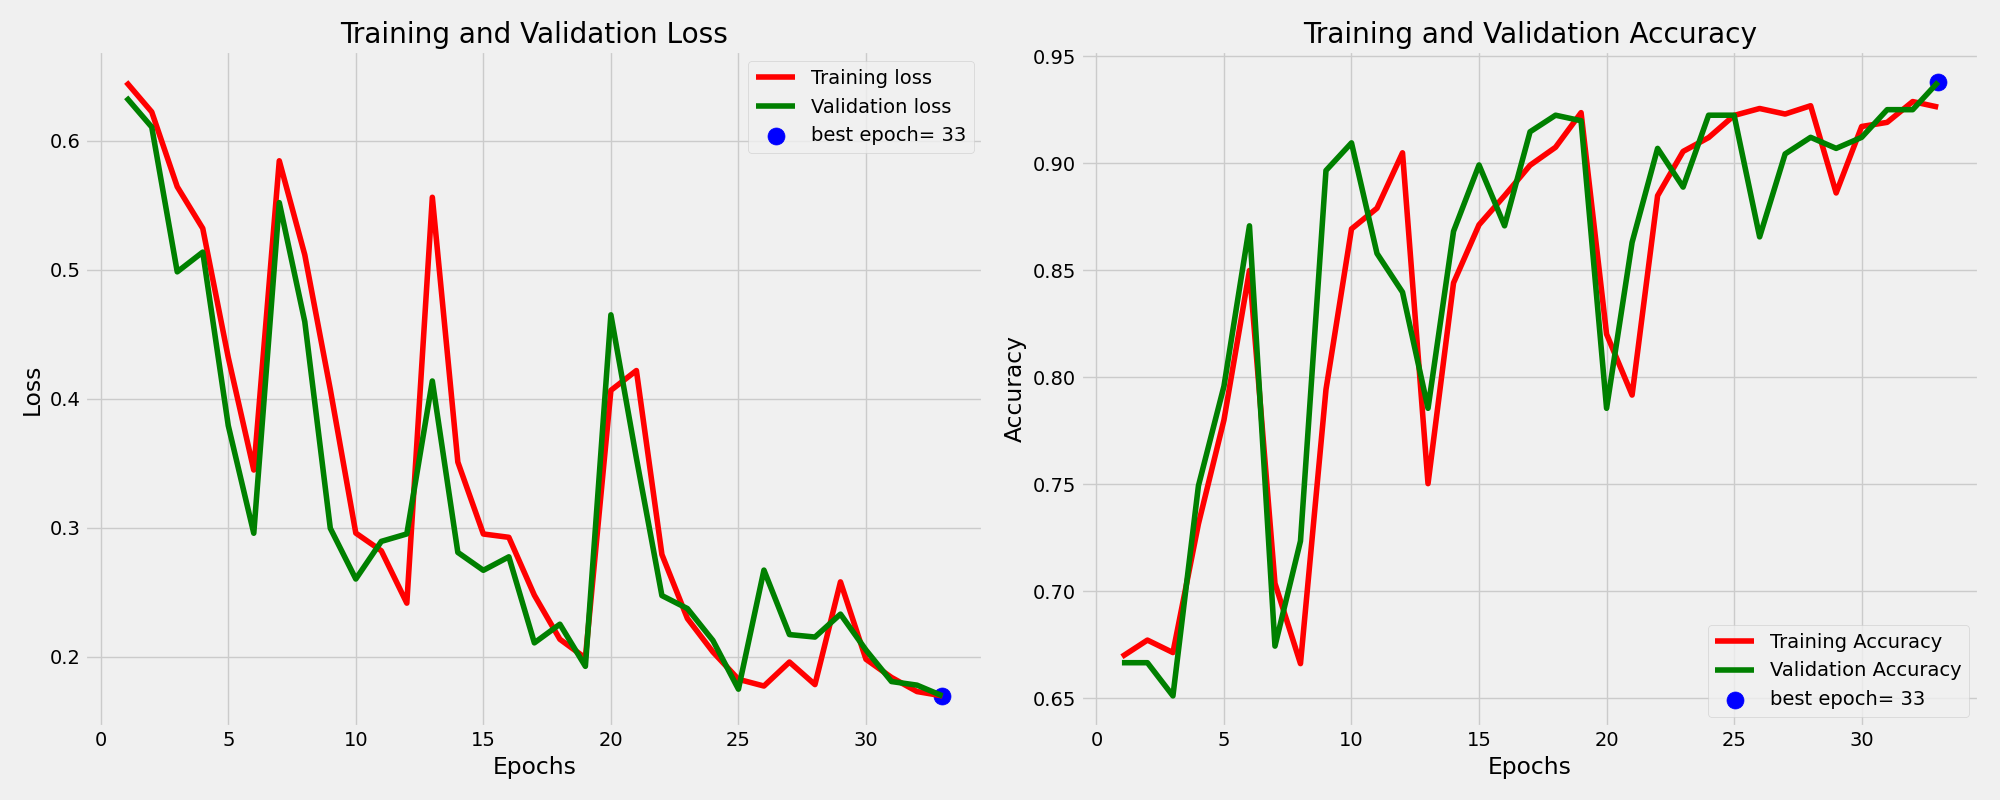 Training and Validation Loss
Training loss
Validation loss
best epoch= 33
0.6
0.5
0.4
0.3
0.2
Loss
0 5 10 15 20 25 30
Epochs
Training and Validation Accuracy
0.95
0.90
0.85
0.80
0.75
0.70
0.65
Accuracy
Training Accuracy
Validation Accuracy
best epoch= 33
0 5 10 15 20 25 30
Epochs